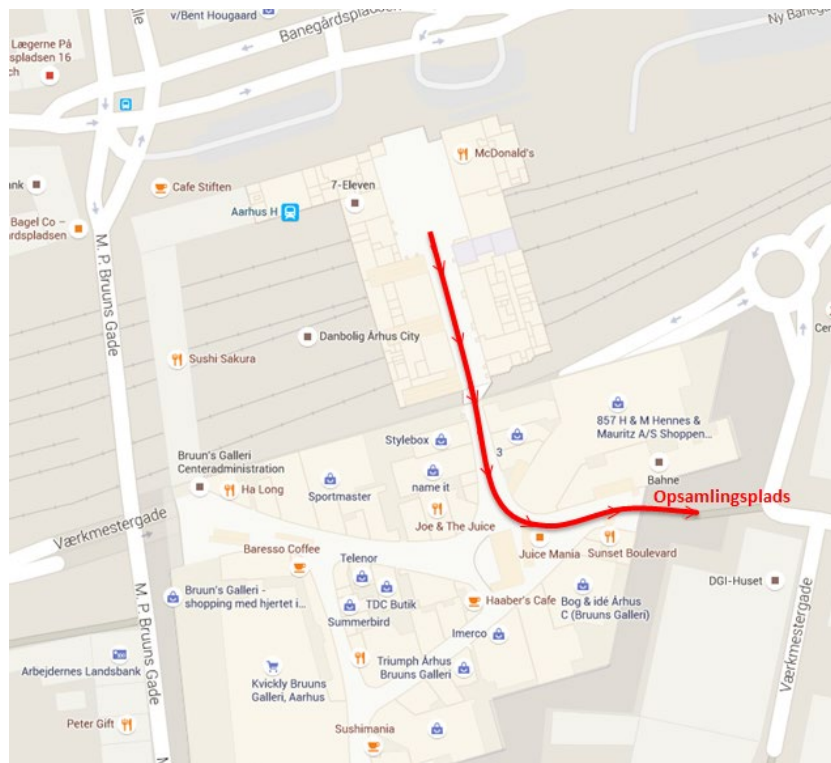 v/Bent Hougaard
Banegårdspladsen
Ny Banegå
Lægerne På
spladsen 16
ch
McDonald's
ank
Cafe Stiften
7-Eleven
Aarhus H
Bagel Co –
årdspladsen
M. P. Bruuns Gade
Danbolig Århus City
Cen
Sushi Sakura
857 H & M Hennes &
Mauritz A/S Shoppen...
Stylebox
3
Bruun's Galleri
Centeradministration
Bahne
name it
Ha Long
Sportmaster
Opsamlingsplads
Joe & The Juice
Værkmestergade
Baresso Coffee
Juice Mania
Sunset Boulevard
Telenor
DGI-Huset
Bruun's Galleri -
shopping med hjertet i...
TDC Butik
Summerbird
Haaber's Cafe
Bog & idé Århus
C (Bruuns Galleri)
Imerco
M. P. Bruuns Gade
Værkmestergade
Arbejdernes Landsbank
Triumph Århus
Bruuns Galleri
Kvickly Bruuns
Galleri, Aarhus
Peter Gift
Sushimania